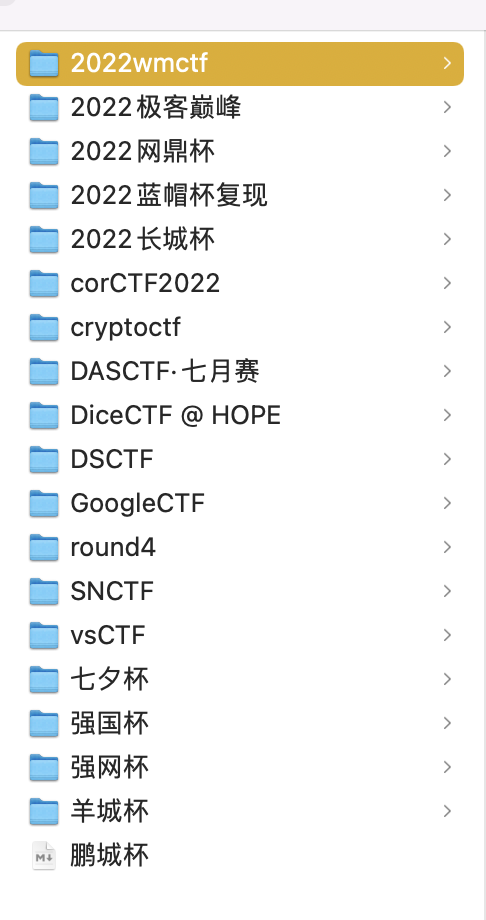 2022wmctf
2022极客巅峰
2022网鼎杯
2022蓝帽杯复现
2022长城杯
corCTF2022
cryptoctf
DASCTF·七月赛
DiceCTF @ HOPE
DSCTF
GoogleCTF
round4
SNCTF
vsCTF
七夕杯
强国杯
强网杯
羊城杯
M↓ 鹏城杯